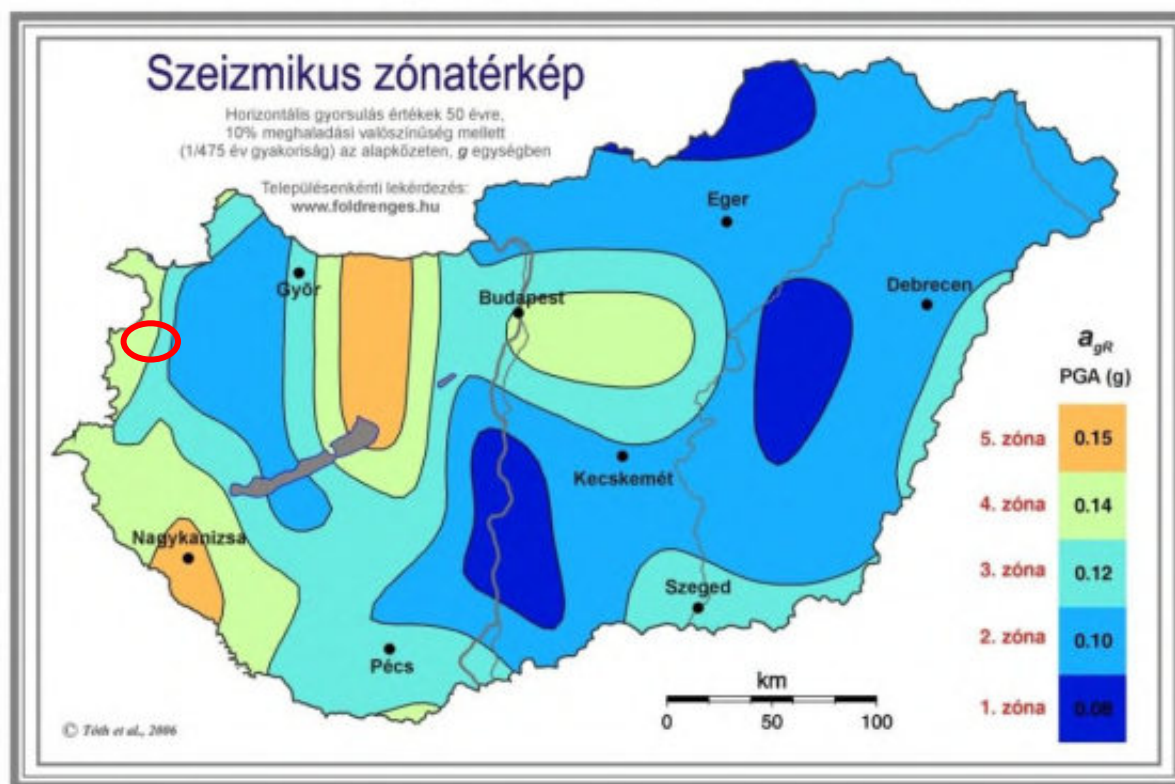 Szeizmikus zónatérkép
Horizontális gyorsulás értékek 50 évre,
10% meghaladási valószínűség mellett
(1/475 év gyakoriság) az alapkőzeten, g egységben
Településenkénti lekérdezés:
www.foldrenges.hu
Eger
Győr
Budapest
Debrecen
Kecskemét
Nagykanizsa
Szeged
Pécs
a_gR
PGA (g)
5. zóna 0.15
4. zóna 0.14
3. zóna 0.12
2. zóna 0.10
1. zóna 0.08
km
0 50 100
© Tóth et al., 2006